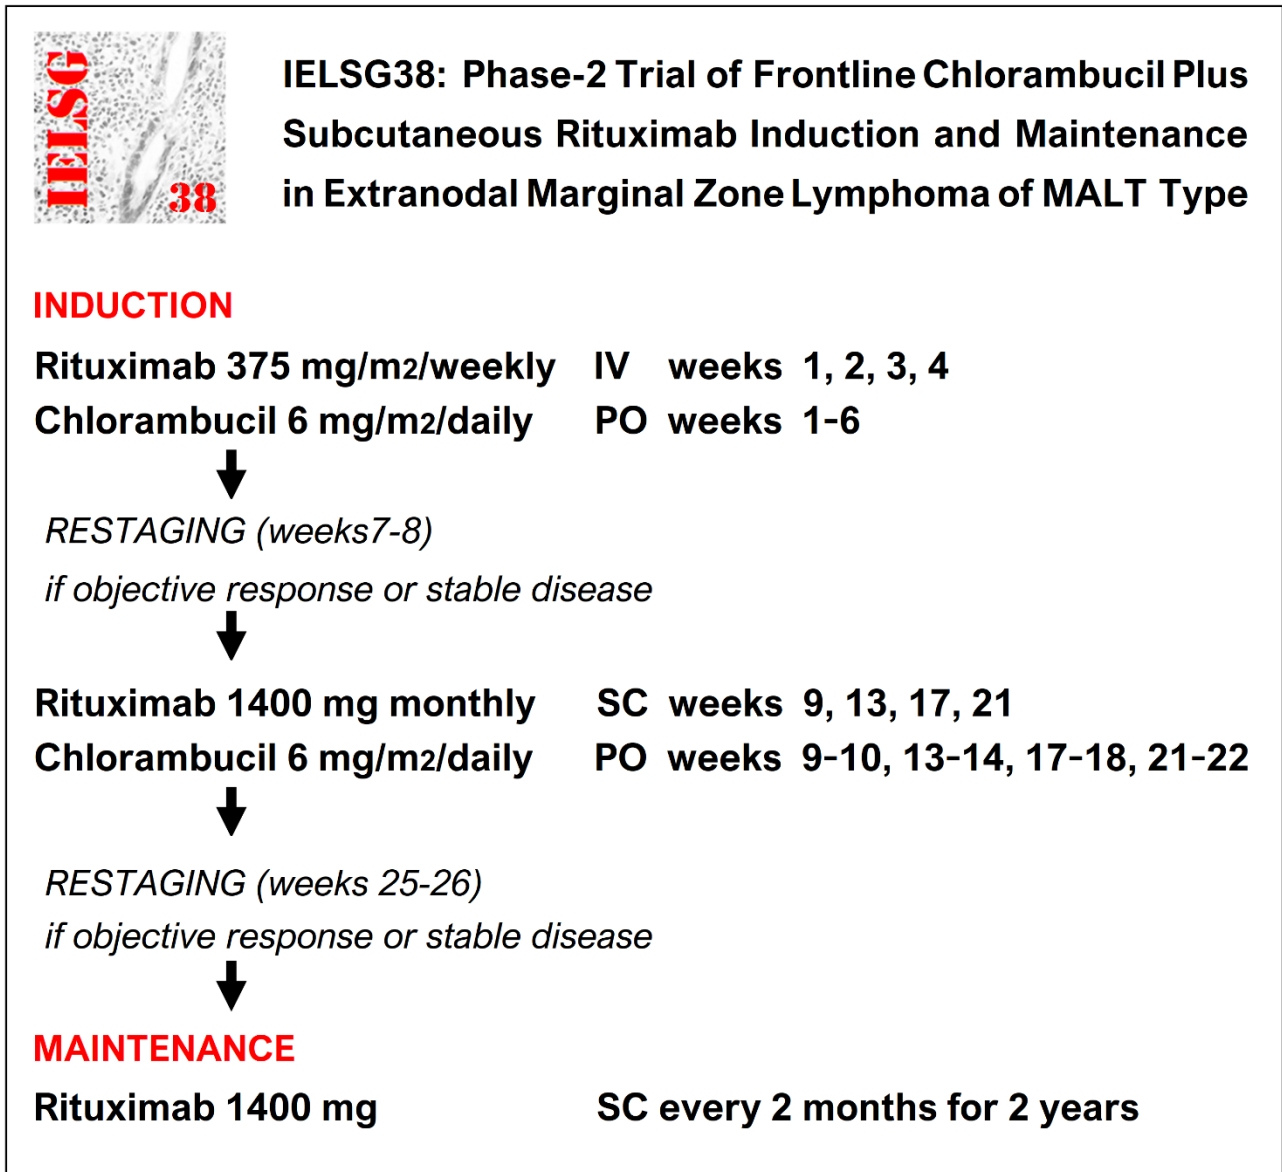 IELSG
38
IELSG38: Phase-2 Trial of Frontline Chlorambucil Plus
Subcutaneous Rituximab Induction and Maintenance
in Extranodal Marginal Zone Lymphoma of MALT Type
INDUCTION
Rituximab 375 mg/m2/weekly IV weeks 1, 2, 3, 4
Chlorambucil 6 mg/m2/daily PO weeks 1-6
RESTAGING (weeks7-8)
if objective response or stable disease
Rituximab 1400 mg monthly SC weeks 9, 13, 17, 21
Chlorambucil 6 mg/m2/daily PO weeks 9-10, 13-14, 17-18, 21-22
RESTAGING (weeks 25-26)
if objective response or stable disease
MAINTENANCE
Rituximab 1400 mg SC every 2 months for 2 years